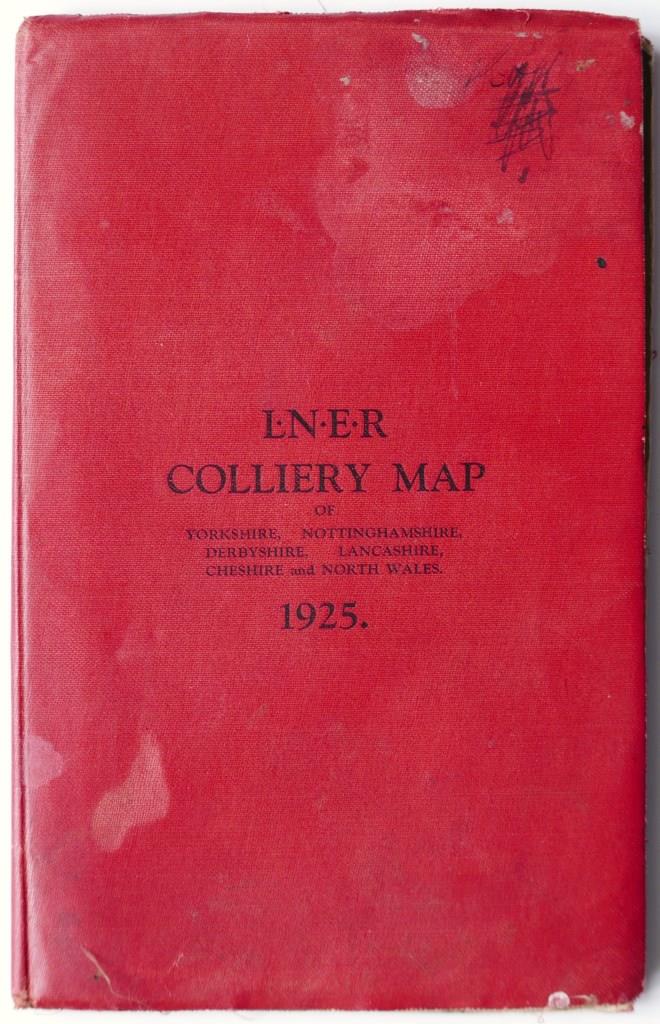 L·N·E·R
COLLIERY MAP
OF
YORKSHIRE, NOTTINGHAMSHIRE,
DERBYSHIRE, LANCASHIRE,
CHESHIRE and NORTH WALES.
1925.